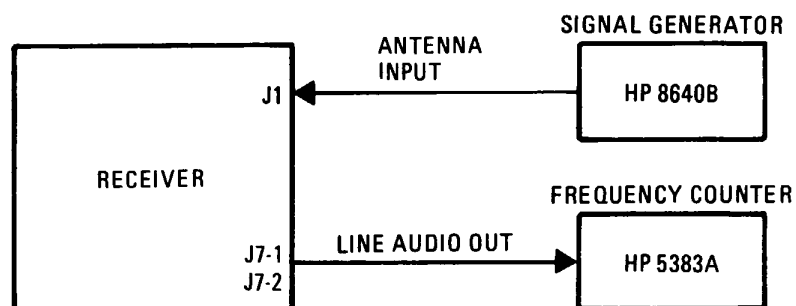 SIGNAL GENERATOR
ANTENNA
INPUT
J1
HP 8640B
RECEIVER
FREQUENCY COUNTER
J7-1
LINE AUDIO OUT
HP 5383A
J7-2